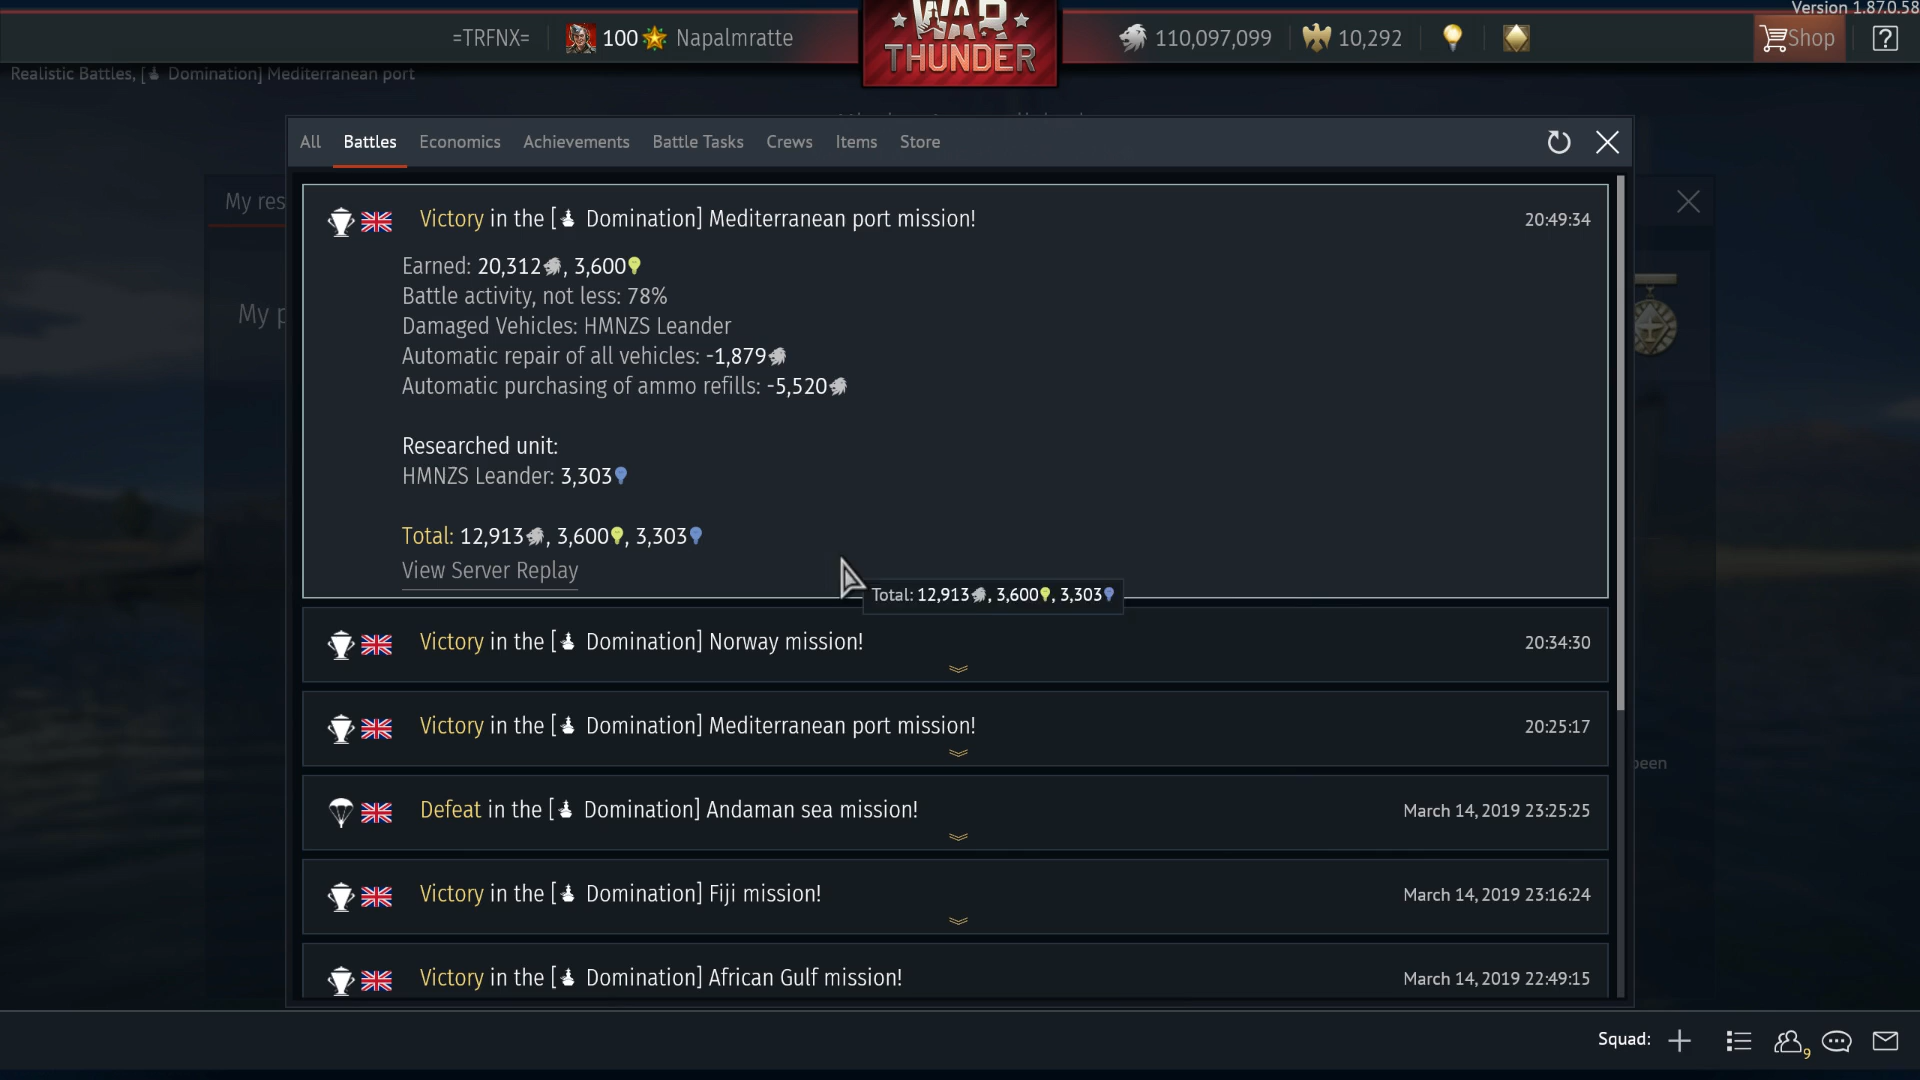 Version 1.87.0.58
=TRFNX= 100 Napalmratte
WAR THUNDER
110,097,099 10,292 Shop ?
Realistic Battles, [ Domination] Mediterranean port
All Battles Economics Achievements Battle Tasks Crews Items Store
My res
Victory in the [ Domination] Mediterranean port mission! 20:49:34
Earned: 20,312, 3,600
Battle activity, not less: 78%
My p
Damaged Vehicles: HMNZS Leander
Automatic repair of all vehicles: -1,879
Automatic purchasing of ammo refills: -5,520
Researched unit:
HMNZS Leander: 3,303
Total: 12,913, 3,600, 3,303
View Server Replay
Total: 12,913, 3,600, 3,303
Victory in the [ Domination] Norway mission! 20:34:30
Victory in the [ Domination] Mediterranean port mission! 20:25:17
been
Defeat in the [ Domination] Andaman sea mission! March 14, 2019 23:25:25
Victory in the [ Domination] Fiji mission! March 14, 2019 23:16:24
Victory in the [ Domination] African Gulf mission! March 14, 2019 22:49:15
Squad: 9